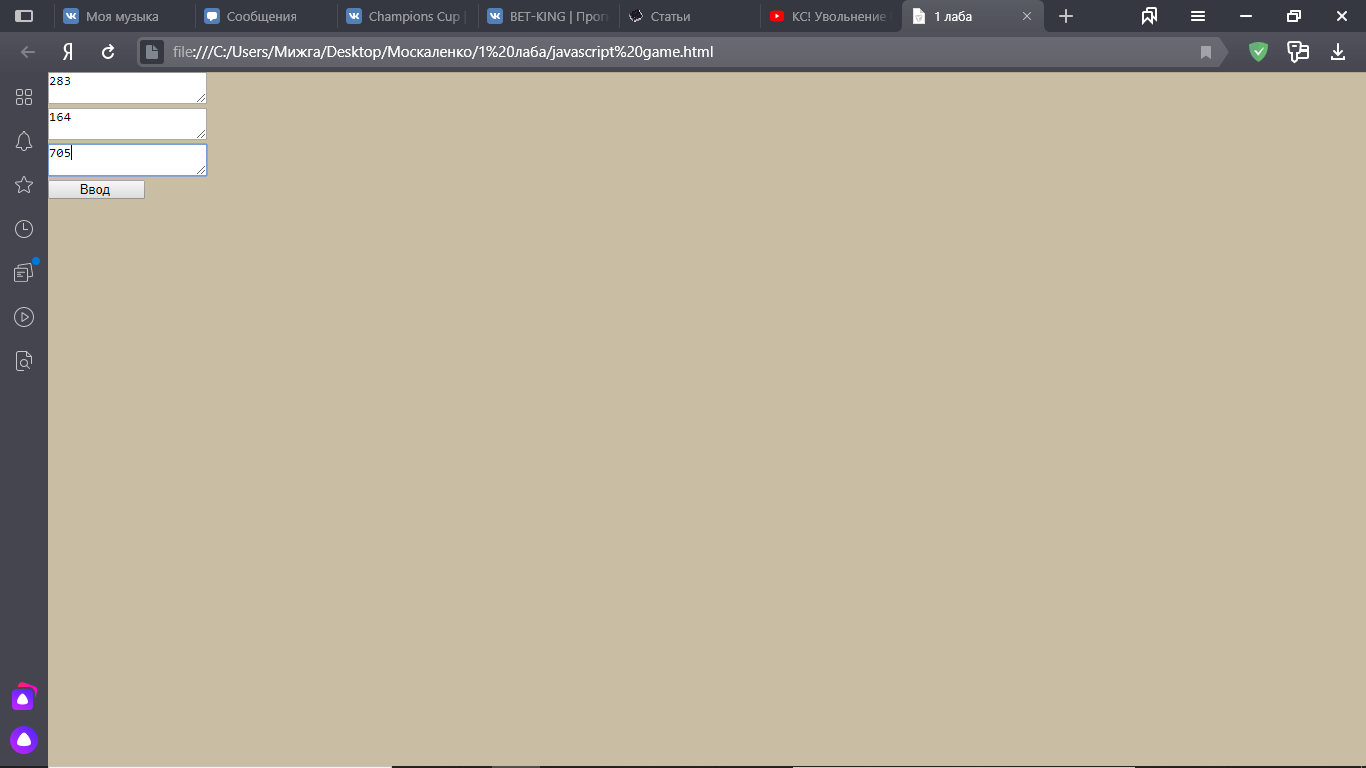 Моя музыка
Сообщения
Champions Cup |
BET-KING | Прог
Статьи
КС! Увольнение
1 лаба
Я
file:///C:/Users/Мижга/Desktop/Москаленко/1%20лаба/javascript%20game.html
283
164
705
Ввод